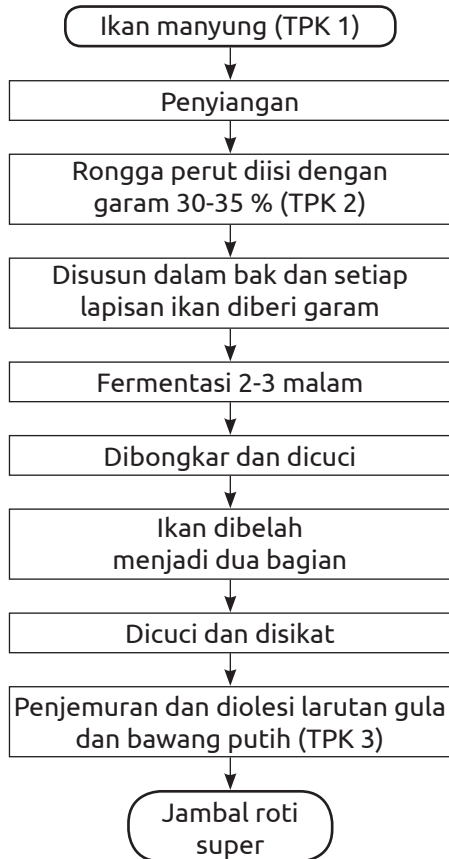 Ikan manyung (TPK 1)
Penyiangan
Rongga perut diisi dengan
garam 30-35 % (TPK 2)
Disusun dalam bak dan setiap
lapisan ikan diberi garam
Fermentasi 2-3 malam
Dibongkar dan dicuci
Ikan dibelah
menjadi dua bagian
Dicuci dan disikat
Penjemuran dan diolesi larutan gula
dan bawang putih (TPK 3)
Jambal roti
super